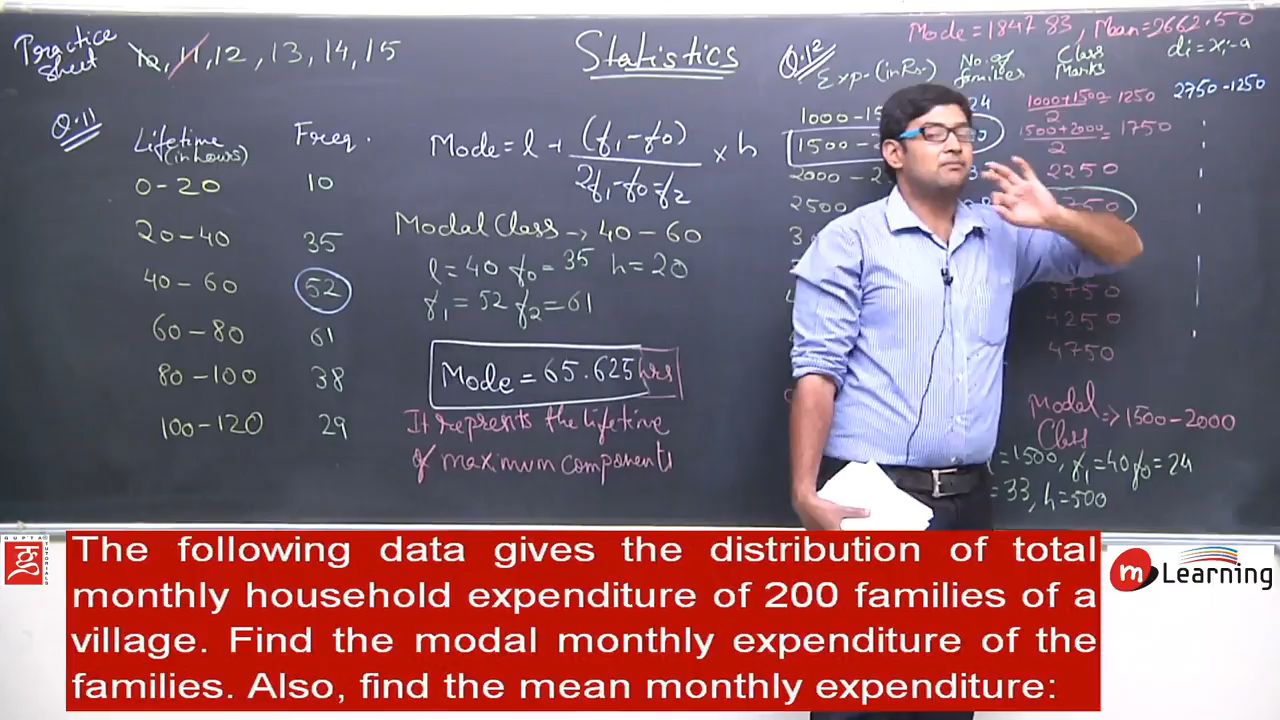 Practice
Sheet
10, 11, 12, 13, 14, 15
Statistics
Q.11
Lifetime
(in hours)
Freq.
0-20 10
20-40 35
40-60 52
60-80 61
80-100 38
100-120 29
Mode = l + (f1-f0) × h
2f1-f0-f2
Modal Class → 40-60
l=40 f0=35 h=20
f1=52 f2=61
Mode = 65.625 hrs
It reprents the lifetime
of maximum components
Mode = 1847.83, Mean = 2662.50
Q.12
Exp. (in Rs.)
No. of
families
Class
Marks
di = xi - a
24
1000+1500 = 1250
2
2750-1250
1500+2000 = 1750
2
2250
3750
4250
4750
Modal
Class
⇒ 1500-2000
=1500, f1=40 f0=24
= 33, h=500
The following data gives the distribution of total
monthly household expenditure of 200 families of a
village. Find the modal monthly expenditure of the
families. Also, find the mean monthly expenditure:
GUPTA
TUTORIALS
m Learning